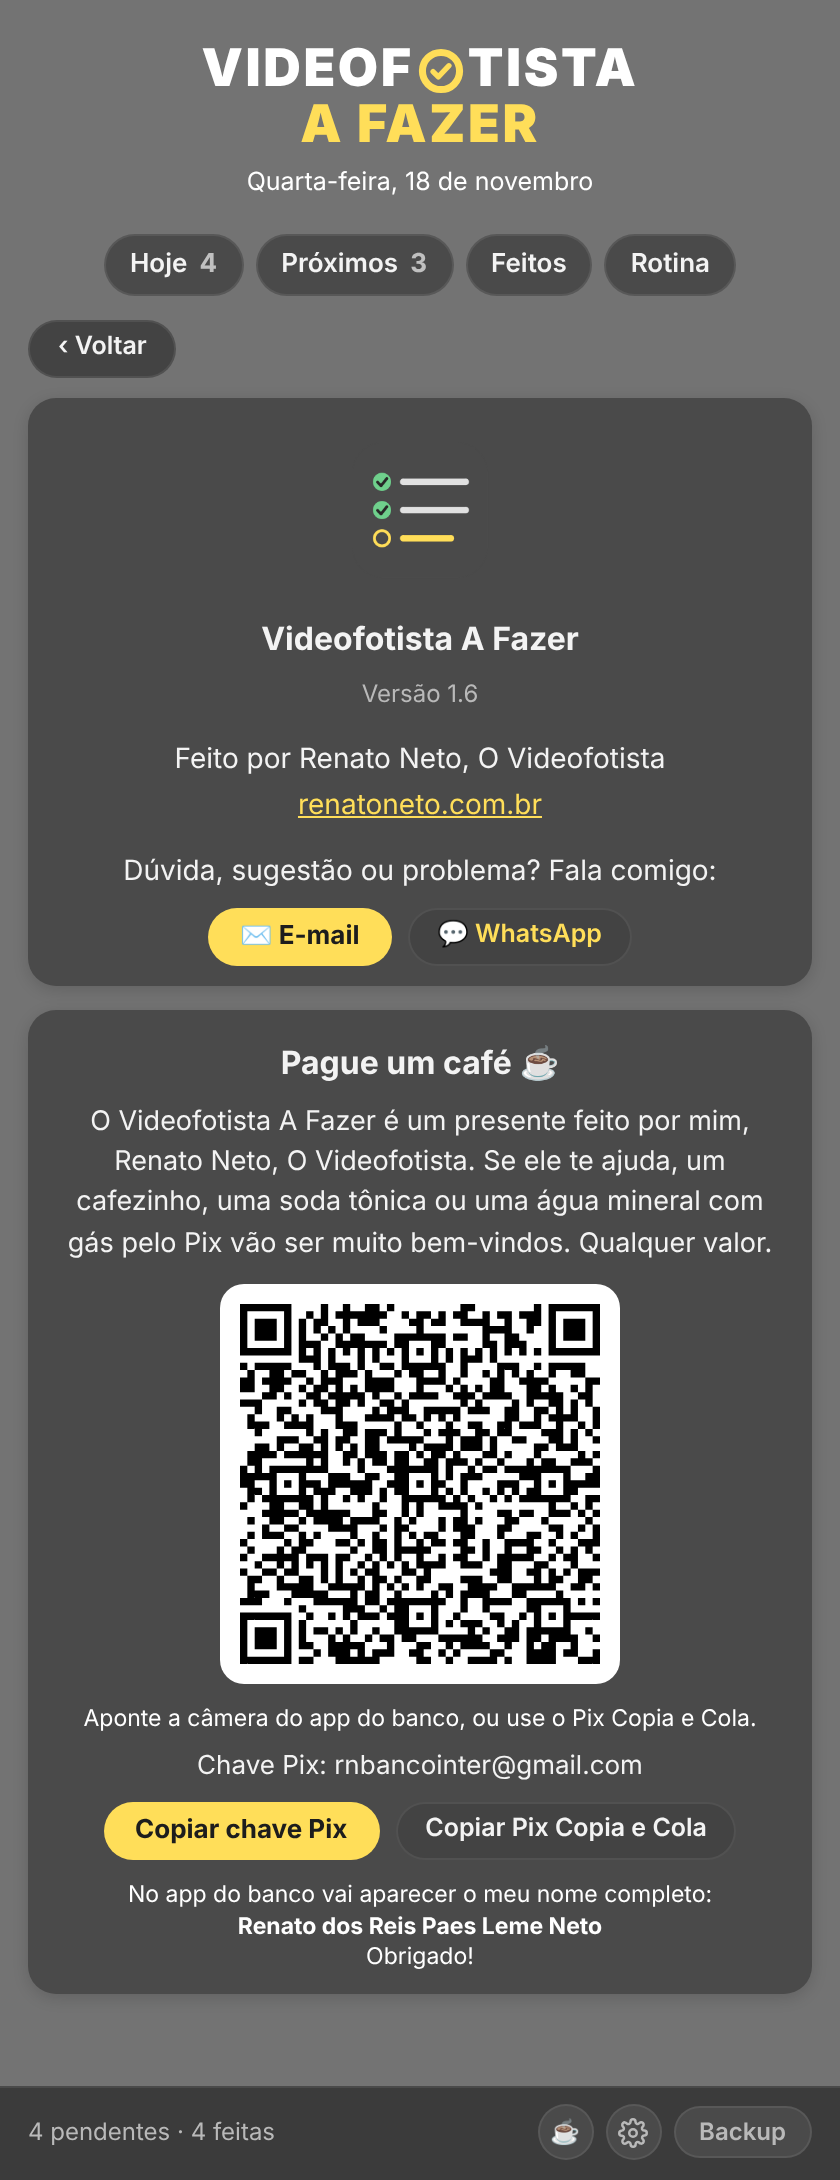 VIDEOFOTISTA
A FAZER
Quarta-feira, 18 de novembro
Hoje 4 Próximos 3 Feitos Rotina
‹ Voltar
Videofotista A Fazer
Versão 1.6
Feito por Renato Neto, O Videofotista
renatoneto.com.br
Dúvida, sugestão ou problema? Fala comigo:
✉️ E-mail 💬 WhatsApp
Pague um café ☕
O Videofotista A Fazer é um presente feito por mim,
Renato Neto, O Videofotista. Se ele te ajuda, um
cafezinho, uma soda tônica ou uma água mineral com
gás pelo Pix vão ser muito bem-vindos. Qualquer valor.
Aponte a câmera do app do banco, ou use o Pix Copia e Cola.
Chave Pix: rnbancointer@gmail.com
Copiar chave Pix Copiar Pix Copia e Cola
No app do banco vai aparecer o meu nome completo:
Renato dos Reis Paes Leme Neto
Obrigado!
4 pendentes · 4 feitas ☕ Backup